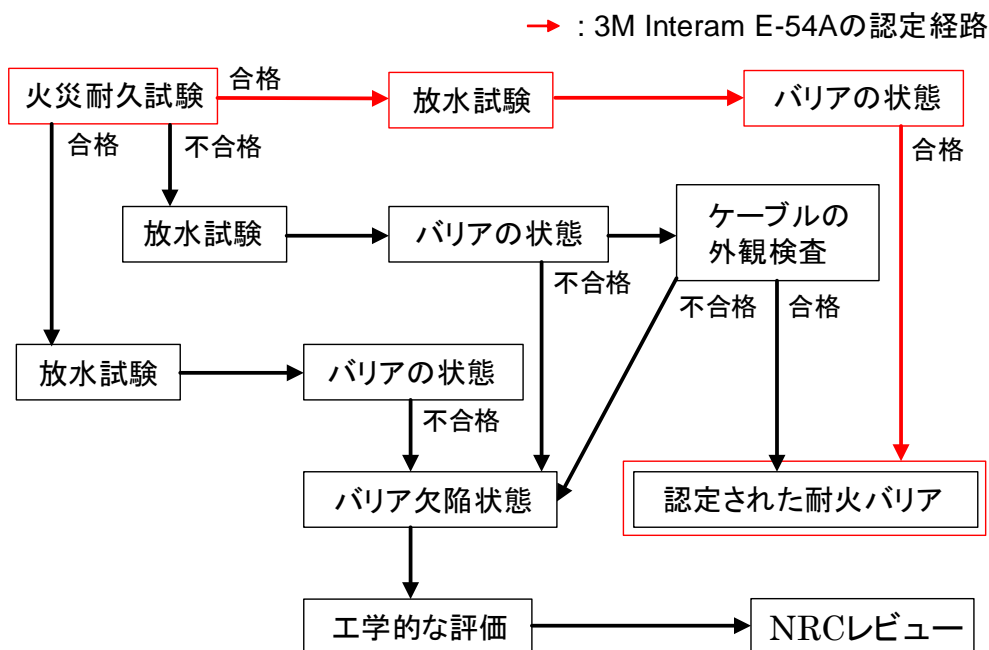 : 3M Interam E-54Aの認定経路
火災耐久試験
合格
放水試験
バリアの状態
合格
不合格
合格
放水試験
バリアの状態
ケーブルの
外観検査
不合格
不合格
合格
放水試験
バリアの状態
不合格
バリア欠陥状態
認定された耐火バリア
工学的な評価
NRCレビュー